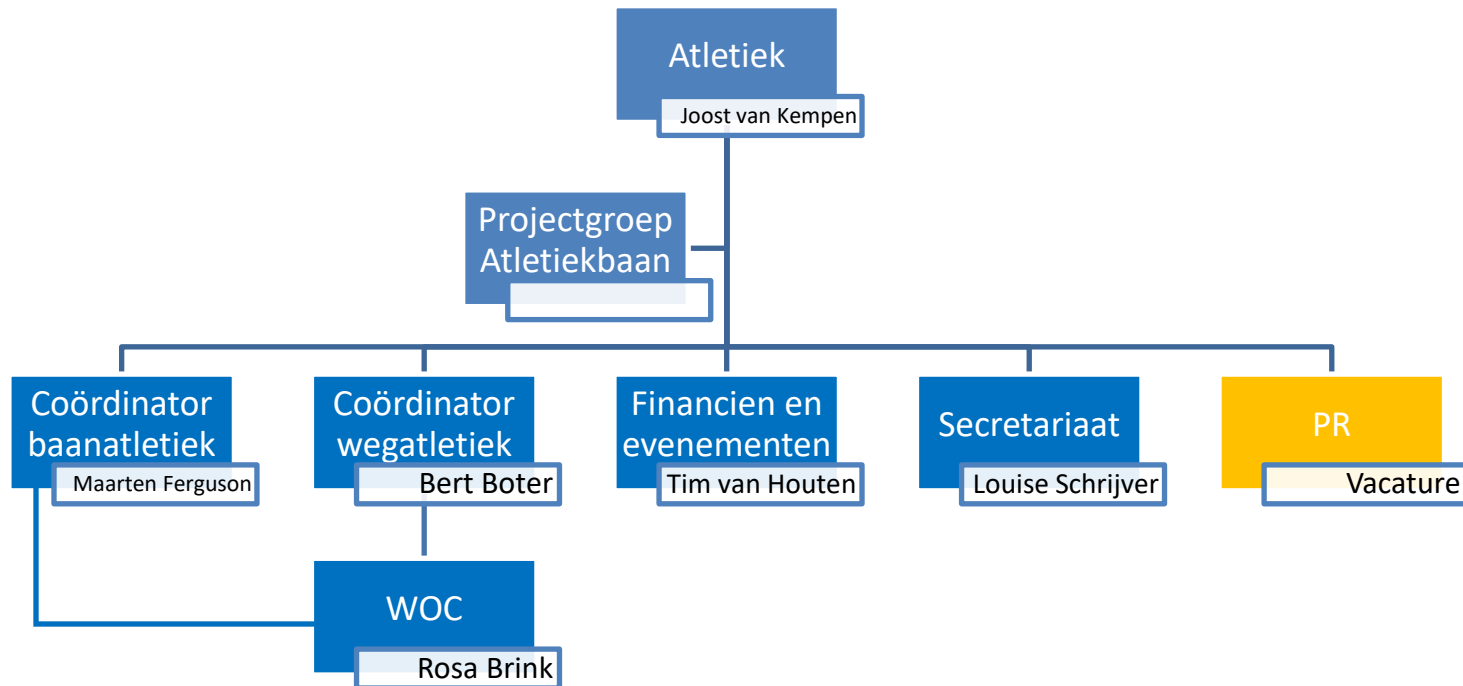 Atletiek
Joost van Kempen
Projectgroep
Atletiekbaan
Coördinator
baanatletiek
Maarten Ferguson
Coördinator
wegatletiek
Bert Boter
Financien en
evenementen
Tim van Houten
Secretariaat
Louise Schrijver
PR
Vacature
WOC
Rosa Brink